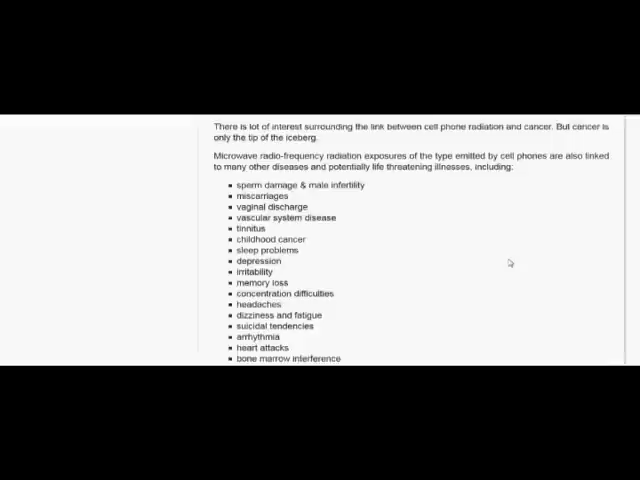 There is lot of interest surrounding the link between cell phone radiation and cancer. But cancer is
only the tip of the iceberg.
Microwave radio-frequency radiation exposures of the type emitted by cell phones are also linked
to many other diseases and potentially life threatening illnesses, including:
sperm damage & male infertility
miscarriages
vaginal discharge
vascular system disease
tinnitus
childhood cancer
sleep problems
depression
irritability
memory loss
concentration difficulties
headaches
dizziness and fatigue
suicidal tendencies
arrhythmia
heart attacks
bone marrow interference